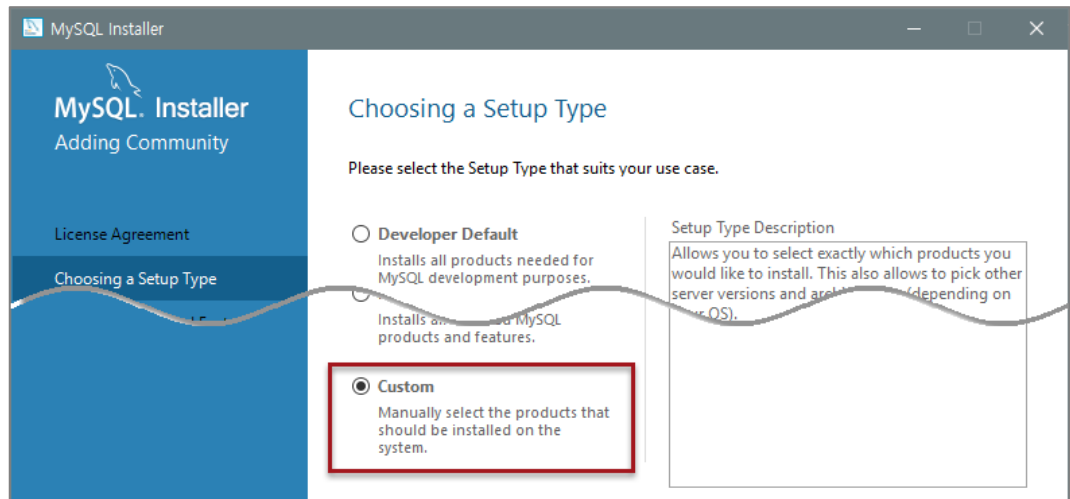 MySQL Installer
MySQL. Installer
Adding Community
Choosing a Setup Type
Please select the Setup Type that suits your use case.
License Agreement
Choosing a Setup Type
Developer Default
Installs all products needed for
MySQL development purposes.
Installs MySQL
products and features.
Custom
Manually select the products that
should be installed on the
system.
Setup Type Description
Allows you to select exactly which products you
would like to install. This also allows to pick other
server versions and (depending on
OS).